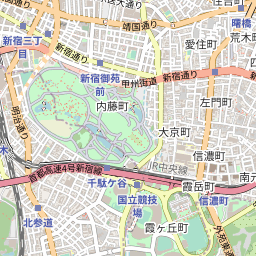 靖国通り
曙橋
愛住町
荒木町
新宿三丁目
新宿御苑前
甲州街道
新宿通り
内藤町
左門町
明治通り
大京町
信濃町
JR中央線
首都高速4号新宿線
千駄ケ谷
霞岳町
南元
国立競技場
信濃町
北参道
霞ヶ丘町
外苑東通